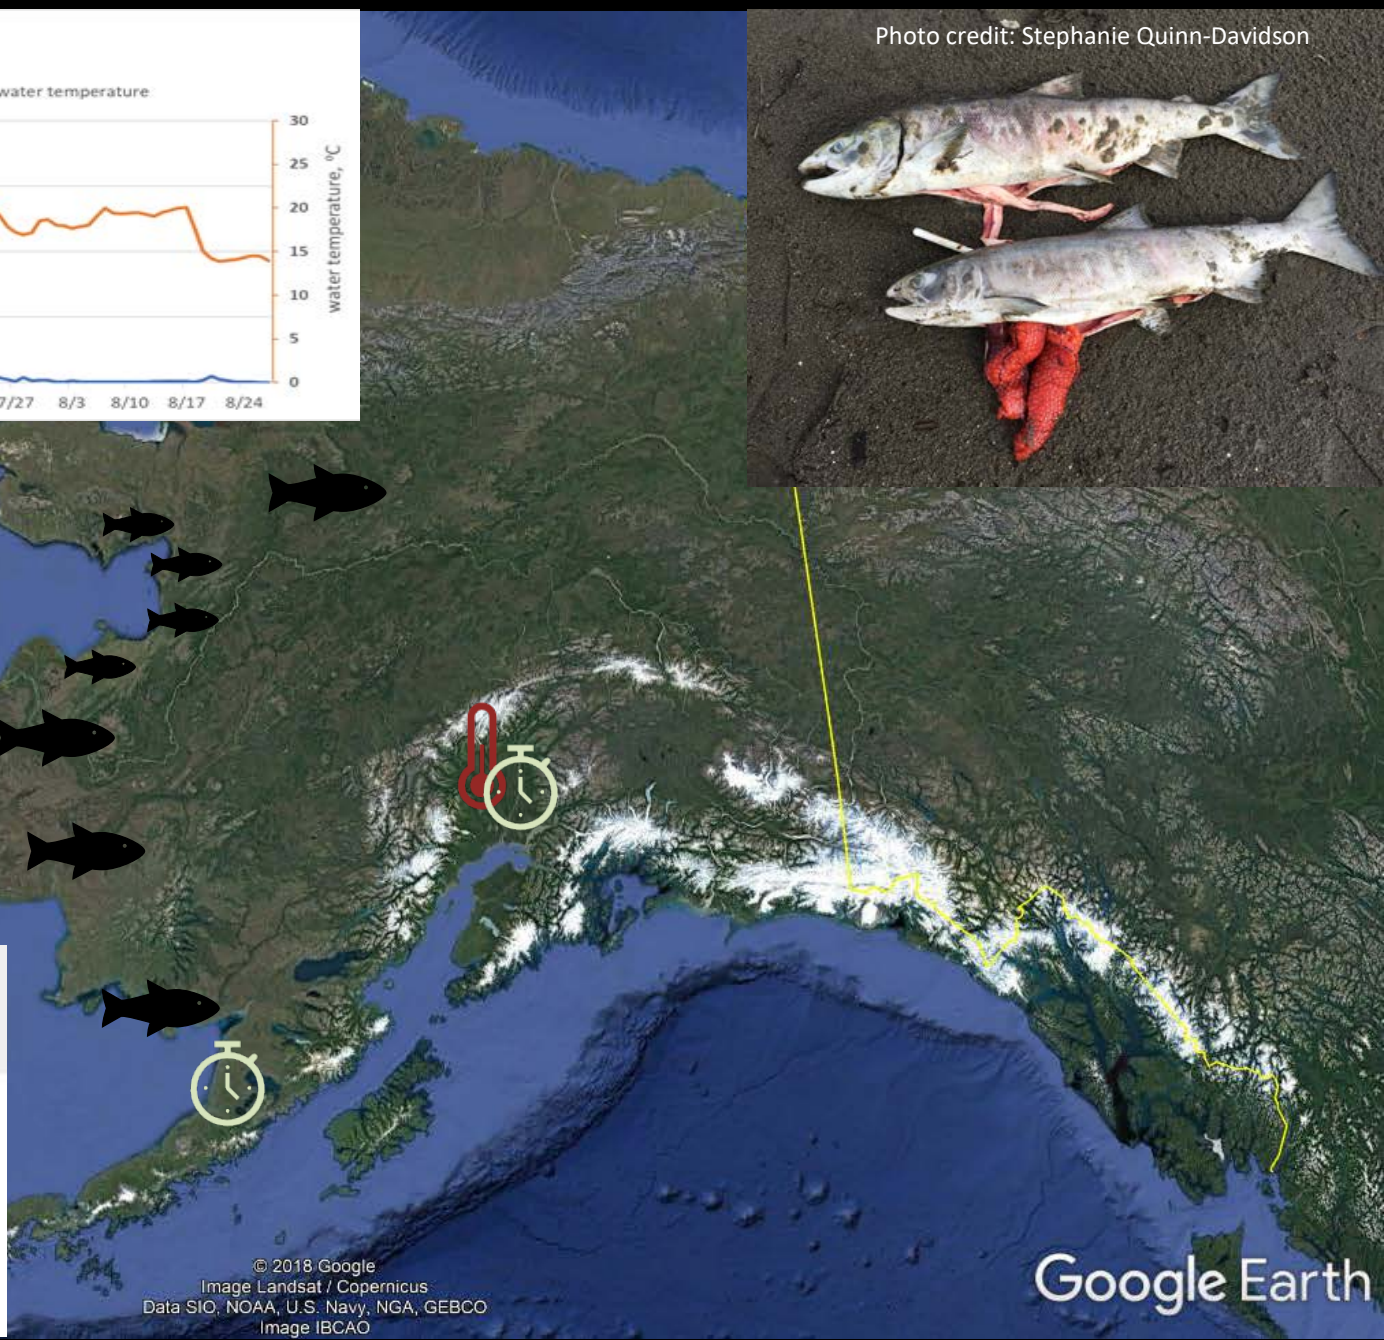 Photo credit: Stephanie Quinn-Davidson
water temperature
30
25
20
15
10
5
0
water temperature, ºC
7/27 8/3 8/10 8/17 8/24
© 2018 Google
Image Landsat / Copernicus
Data SIO, NOAA, U.S. Navy, NGA, GEBCO
Image IBCAO
Google Earth